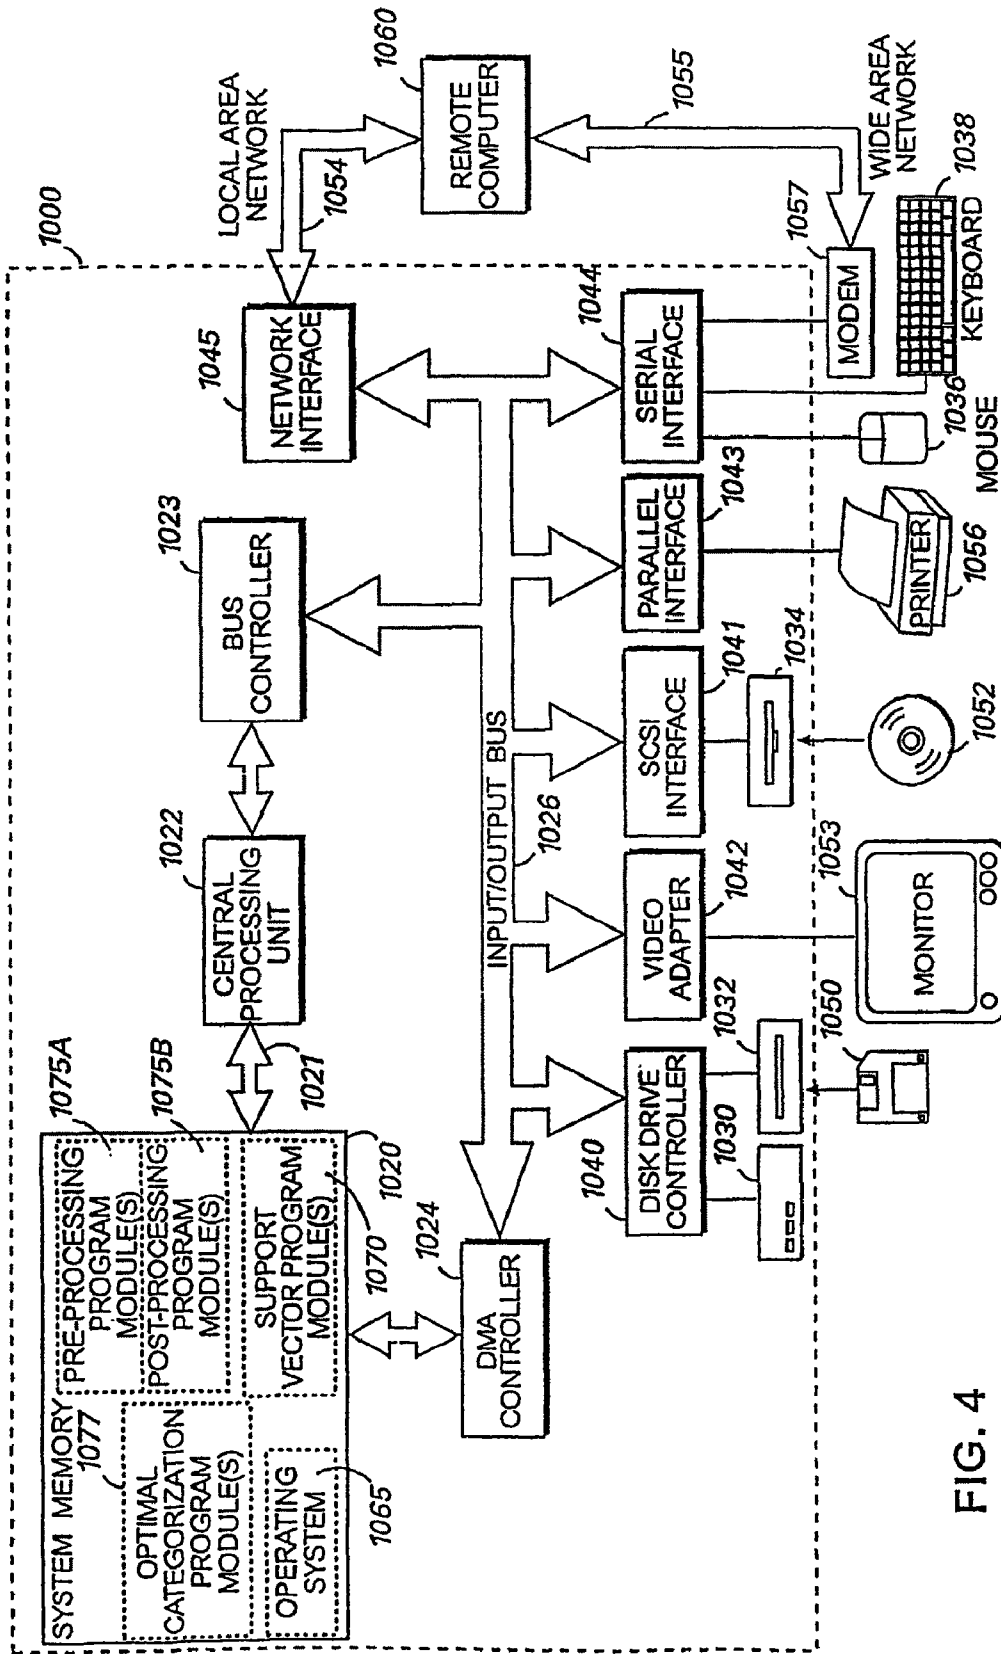 1000
SYSTEM MEMORY
1077
OPTIMAL
CATEGORIZATION
PROGRAM
MODULE(S)
OPERATING
SYSTEM
1065
PRE-PROCESSING
PROGRAM
MODULE(S)
1075A
POST-PROCESSING
PROGRAM
MODULE(S)
1075B
SUPPORT
VECTOR PROGRAM
MODULE(S)
1070
1020
1021
CENTRAL
PROCESSING
UNIT
1022
BUS
CONTROLLER
1023
NETWORK
INTERFACE
1045
LOCAL AREA
NETWORK
1054
REMOTE
COMPUTER
1060
1055
WIDE AREA
NETWORK
DMA
CONTROLLER
1024
INPUT/OUTPUT BUS
1026
DISK DRIVE
CONTROLLER
1040
VIDEO
ADAPTER
1042
SCSI
INTERFACE
1041
PARALLEL
INTERFACE
1043
SERIAL
INTERFACE
1044
1030
1032
1034
MODEM
1057
1050
MONITOR
1053
1052
PRINTER
1056
MOUSE
1036
KEYBOARD
1038
FIG. 4